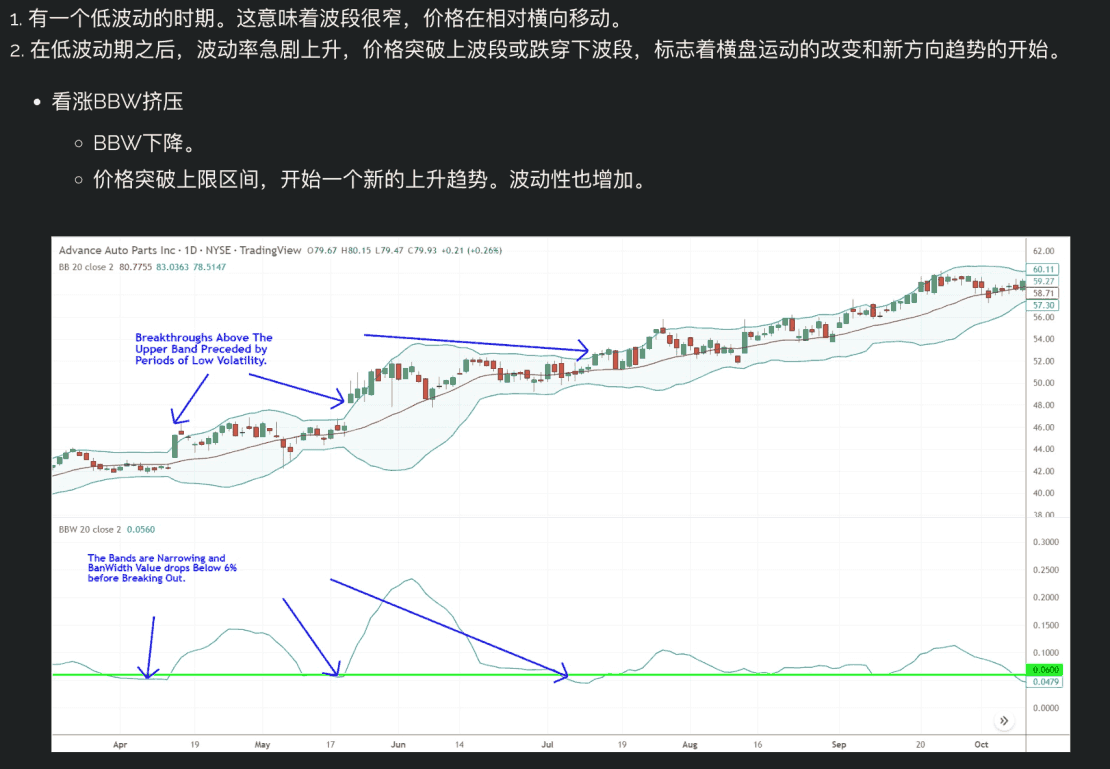 1. 有一个低波动的时期。这意味着波段很窄，价格在相对横向移动。
2. 在低波动期之后，波动率急剧上升，价格突破上波段或跌穿下波段，标志着横盘运动的改变和新方向趋势的开始。
• 看涨BBW挤压
○ BBW下降。
○ 价格突破上限区间，开始一个新的上升趋势。波动性也增加。
Advance Auto Parts Inc · 1D · NYSE · TradingView O79.67 H80.15 L79.47 C79.93 +0.21 (+0.26%)
BB 20 close 2 80.7755 83.0363 78.5147
Breakthroughs Above The
Upper Band Preceded by
Periods of Low Volatility.
62.00
60.11
59.27
58.71
57.30
56.00
54.00
52.00
50.00
48.00
46.00
44.00
42.00
40.00
38.00
BBW 20 close 2 0.0560
The Bands are Narrowing and
BanWidth Value drops Below 6%
before Breaking Out.
0.3000
0.2500
0.2000
0.1500
0.1000
0.0600
0.0479
0.0000
Apr 19 May 17 Jun 14 Jul 19 Aug 16 Sep 20 Oct